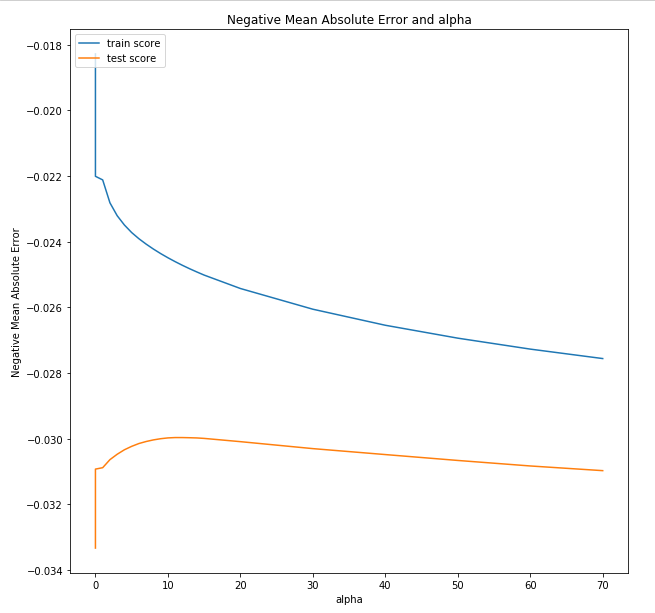 Negative Mean Absolute Error and alpha
train score
test score
−0.018
−0.020
−0.022
−0.024
−0.026
−0.028
−0.030
−0.032
−0.034
Negative Mean Absolute Error
0 10 20 30 40 50 60 70
alpha